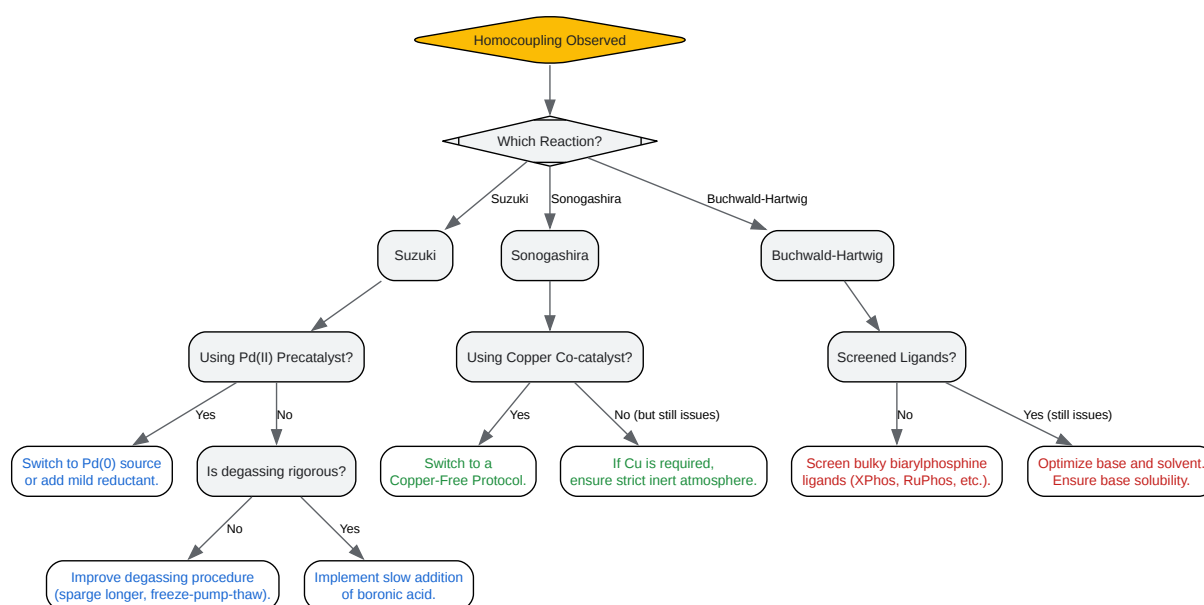 Homocoupling Observed
Which Reaction?
Suzuki
Sonogashira
Buchwald-Hartwig
Suzuki
Sonogashira
Buchwald-Hartwig
Using Pd(II) Precatalyst?
Using Copper Co-catalyst?
Screened Ligands?
Yes
No
Yes
No (but still issues)
No
Yes (still issues)
Switch to Pd(0) source
or add mild reductant.
Is degassing rigorous?
Switch to a
Copper-Free Protocol.
If Cu is required,
ensure strict inert atmosphere.
Screen bulky biarylphosphine
ligands (XPhos, RuPhos, etc.).
Optimize base and solvent.
Ensure base solubility.
No
Yes
Improve degassing procedure
(sparge longer, freeze-pump-thaw).
Implement slow addition
of boronic acid.